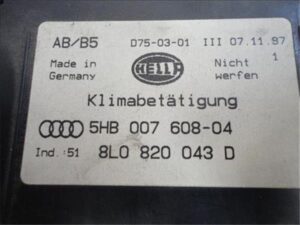 AB/B5 D75-03-01 III 07.11.97
Made in Germany HELLA Nicht 1 werfen
Klimabetätigung
5HB 007 608-04
Ind.:51 8L0 820 043 D